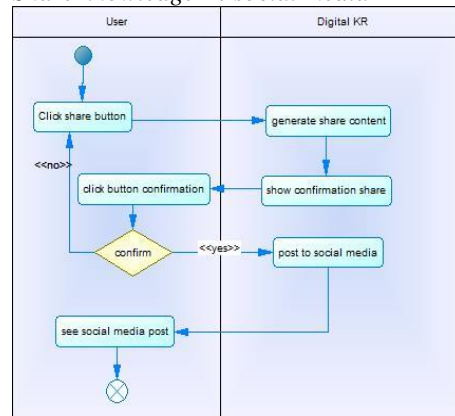 User
Digital KR
Click share button
generate share content
<<no>>
click button confirmation
show confirmation share
confirm
<<yes>>
post to social media
see social media post